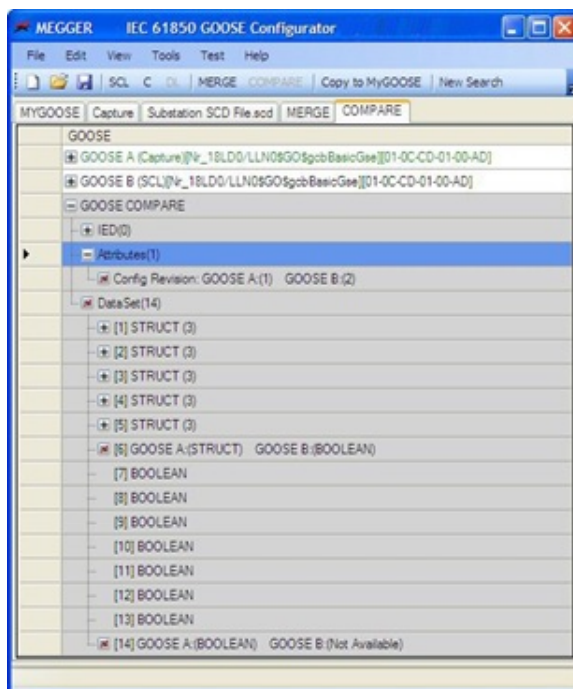 MEGGER IEC 61850 GOOSE Configurator
File Edit View Tools Test Help
SCL C DL MERGE COMPARE Copy to MyGOOSE New Search
MYGOOSE Capture Substation SCD File.scd MERGE COMPARE
GOOSE
GOOSE A (Capture)[Nr_18LD0/LLN0$GO$gcbBasicGse][01-0C-CD-01-00-AD]
GOOSE B (SCL)[Nr_18LD0/LLN0$GO$gcbBasicGse][01-0C-CD-01-00-AD]
GOOSE COMPARE
IED(0)
Attributes(1)
Config Revision: GOOSE A:(1) GOOSE B:(2)
DataSet(14)
[1] STRUCT (3)
[2] STRUCT (3)
[3] STRUCT (3)
[4] STRUCT (3)
[5] STRUCT (3)
[6] GOOSE A:(STRUCT) GOOSE B:(BOOLEAN)
[7] BOOLEAN
[8] BOOLEAN
[9] BOOLEAN
[10] BOOLEAN
[11] BOOLEAN
[12] BOOLEAN
[13] BOOLEAN
[14] GOOSE A:(BOOLEAN) GOOSE B:(Not Available)